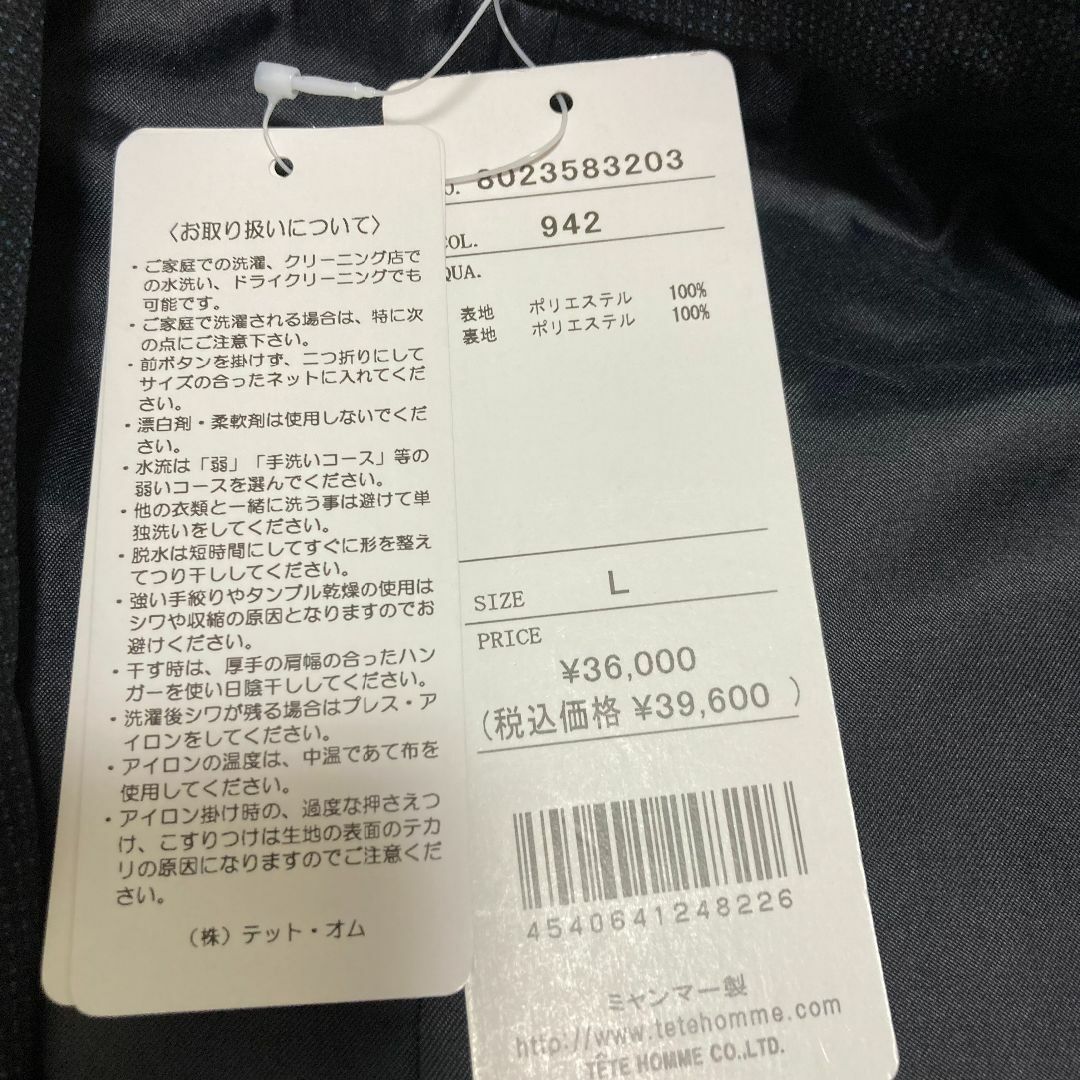 〈お取り扱いについて〉
・ご家庭での洗濯、クリーニング店で
の水洗い、ドライクリーニングでも
可能です。
・ご家庭で洗濯される場合は、特に次
の点にご注意下さい。
・前ボタンを掛けず、二つ折りにして
サイズの合ったネットに入れてくだ
さい。
・漂白剤・柔軟剤は使用しないでくだ
さい。
・水流は「弱」「手洗いコース」等の
弱いコースを選んでください。
・他の衣類と一緒に洗う事は避けて単
独洗いをしてください。
・脱水は短時間にしてすぐに形を整え
てつり干ししてください。
・強い手絞りやタンブル乾燥の使用は
シワや収縮の原因となりますのでお
避けください。
・干す時は、厚手の肩幅の合ったハン
ガーを使い日陰干ししてください。
・洗濯後シワが残る場合はプレス・ア
イロンをしてください。
・アイロンの温度は、中温であて布を
使用してください。
・アイロン掛け時の、過度な押さえつ
け、こすりつけは生地の表面のテカ
リの原因になりますのでご注意くだ
さい。
（株）テット・オム
O. 8023583203
OL. 942
QUA.
表地 ポリエステル 100%
裏地 ポリエステル 100%
SIZE L
PRICE
¥36,000
(税込価格 ¥39,600 )
4540641248226
ミャンマー製
http://www.tetehomme.com
TÊTE HOMME CO.,LTD.